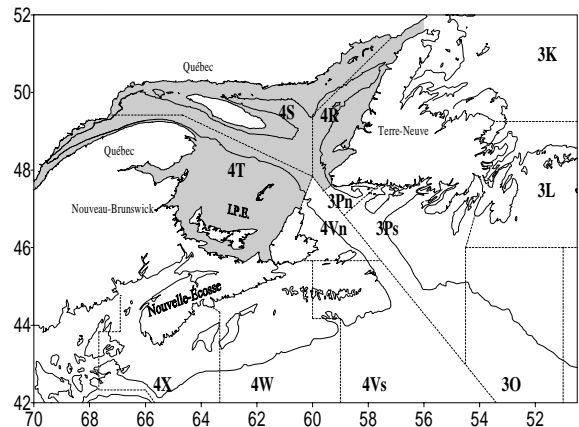 52
3K
Québec
50
4S
4R
Terre-Neuve
Québec
4T
48
3L
Nouveau-Brunswick
I.P.E.
3Pn
4Vn
3Ps
46
Nouvelle-Écosse
44
4X
4W
4Vs
3O
42
70
68
66
64
62
60
58
56
54
52